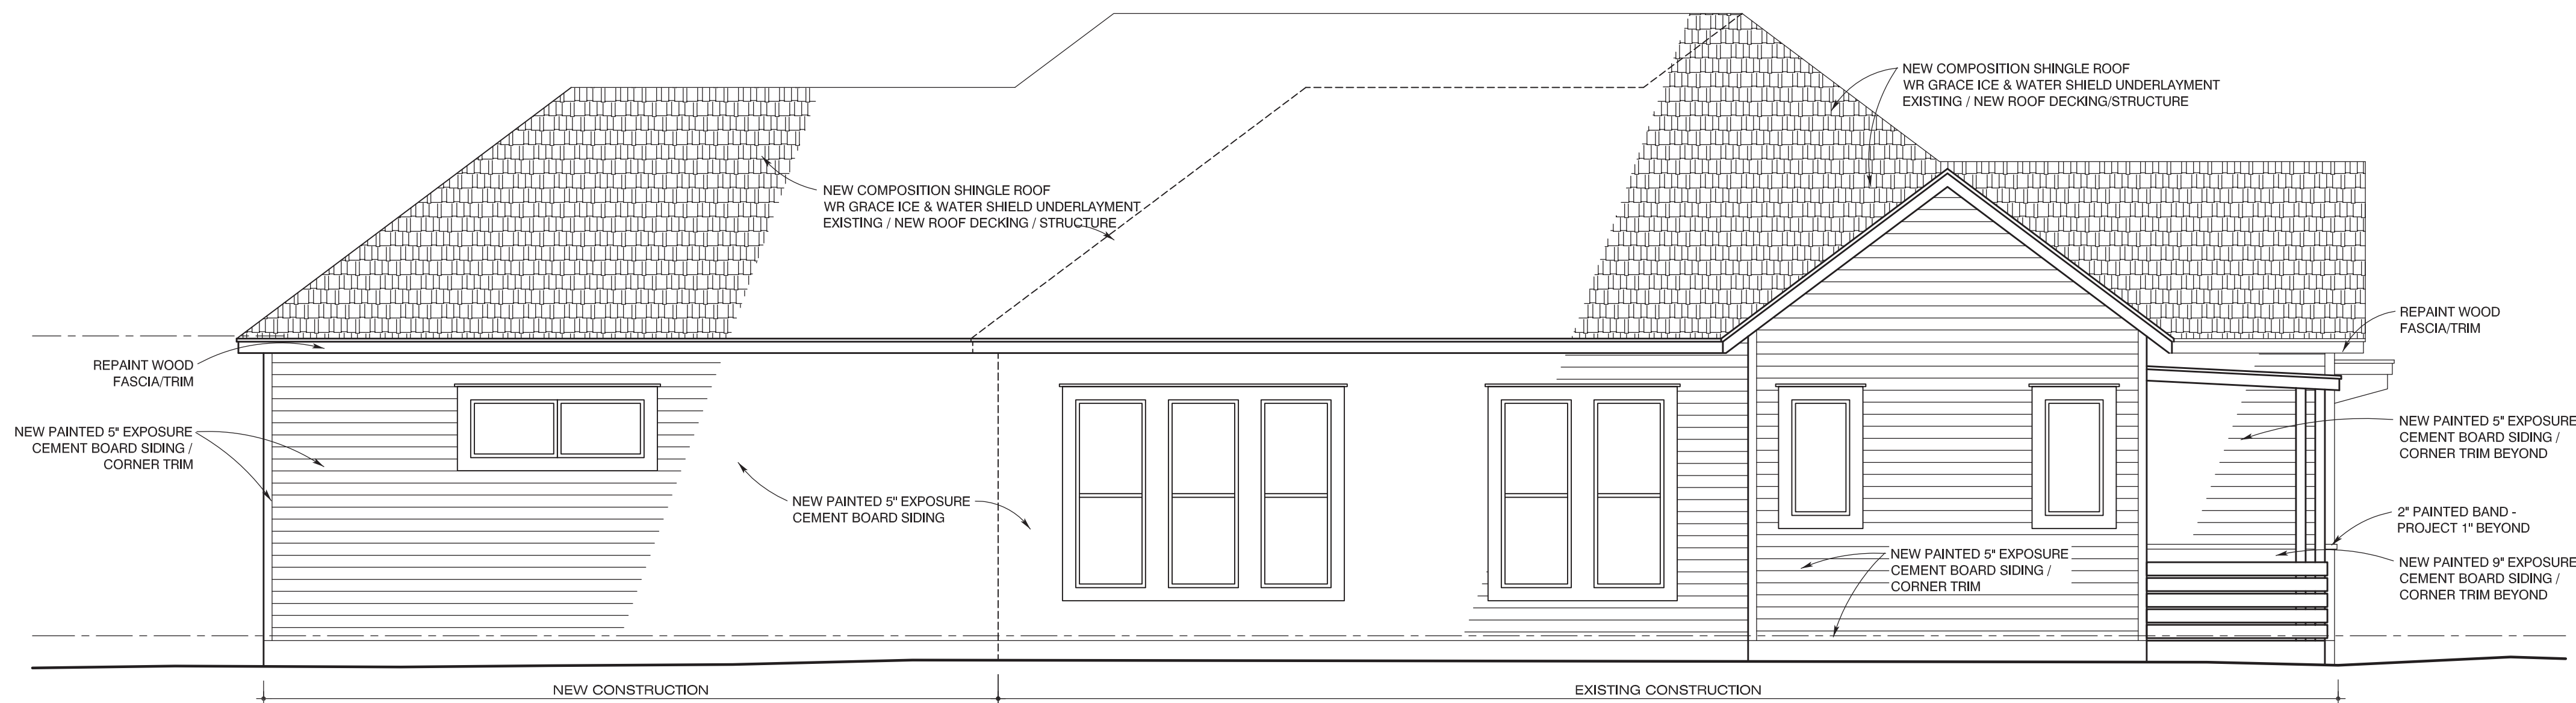 NEW COMPOSITION SHINGLE ROOF
WR GRACE ICE & WATER SHIELD UNDERLAYMENT
EXISTING / NEW ROOF DECKING/STRUCTURE
NEW COMPOSITION SHINGLE ROOF
WR GRACE ICE & WATER SHIELD UNDERLAYMENT
EXISTING / NEW ROOF DECKING / STRUCTURE
REPAINT WOOD
FASCIA/TRIM
REPAINT WOOD
FASCIA/TRIM
NEW PAINTED 5" EXPOSURE
CEMENT BOARD SIDING /
CORNER TRIM
NEW PAINTED 5" EXPOSURE
CEMENT BOARD SIDING /
CORNER TRIM BEYOND
NEW PAINTED 5" EXPOSURE
CEMENT BOARD SIDING
2" PAINTED BAND -
PROJECT 1" BEYOND
NEW PAINTED 5" EXPOSURE
CEMENT BOARD SIDING /
CORNER TRIM
NEW PAINTED 9" EXPOSURE
CEMENT BOARD SIDING /
CORNER TRIM BEYOND
NEW CONSTRUCTION
EXISTING CONSTRUCTION